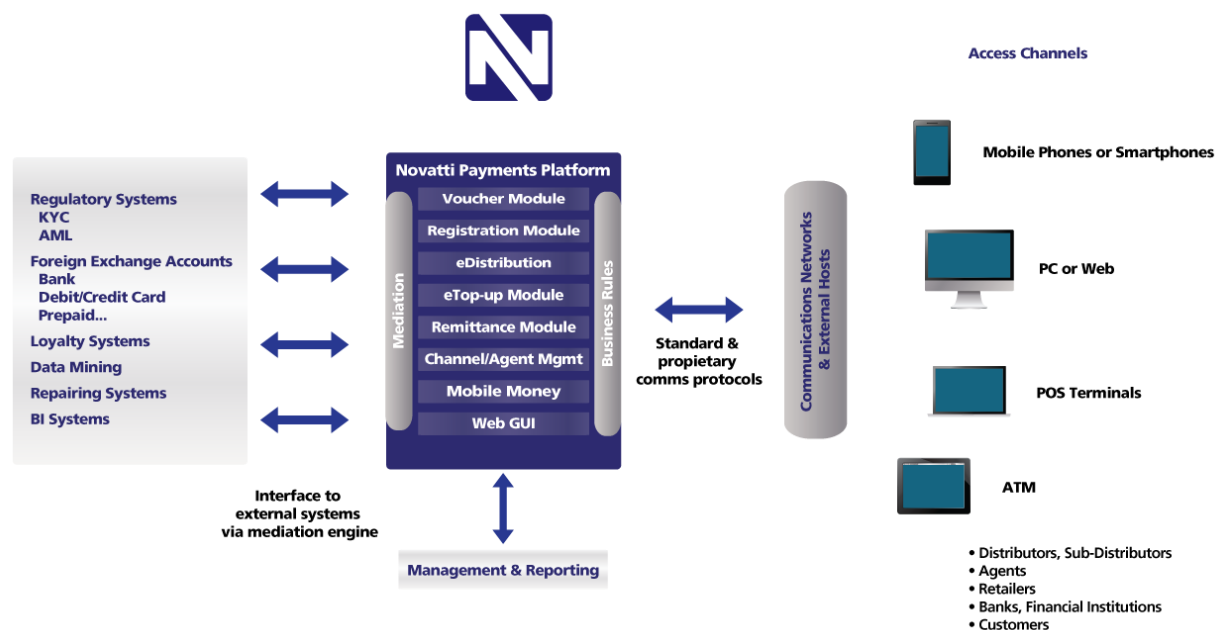 N
Access Channels
Mobile Phones or Smartphones
PC or Web
POS Terminals
ATM
• Distributors, Sub-Distributors
• Agents
• Retailers
• Banks, Financial Institutions
• Customers
Regulatory Systems
KYC
AML
Foreign Exchange Accounts
Bank
Debit/Credit Card
Prepaid...
Loyalty Systems
Data Mining
Repairing Systems
BI Systems
Interface to
external systems
via mediation engine
Novatti Payments Platform
Mediation
Voucher Module
Registration Module
eDistribution
eTop-up Module
Remittance Module
Channel/Agent Mgmt
Mobile Money
Web GUI
Business Rules
Management & Reporting
Standard &
propietary
comms protocols
Communications Networks
& External Hosts